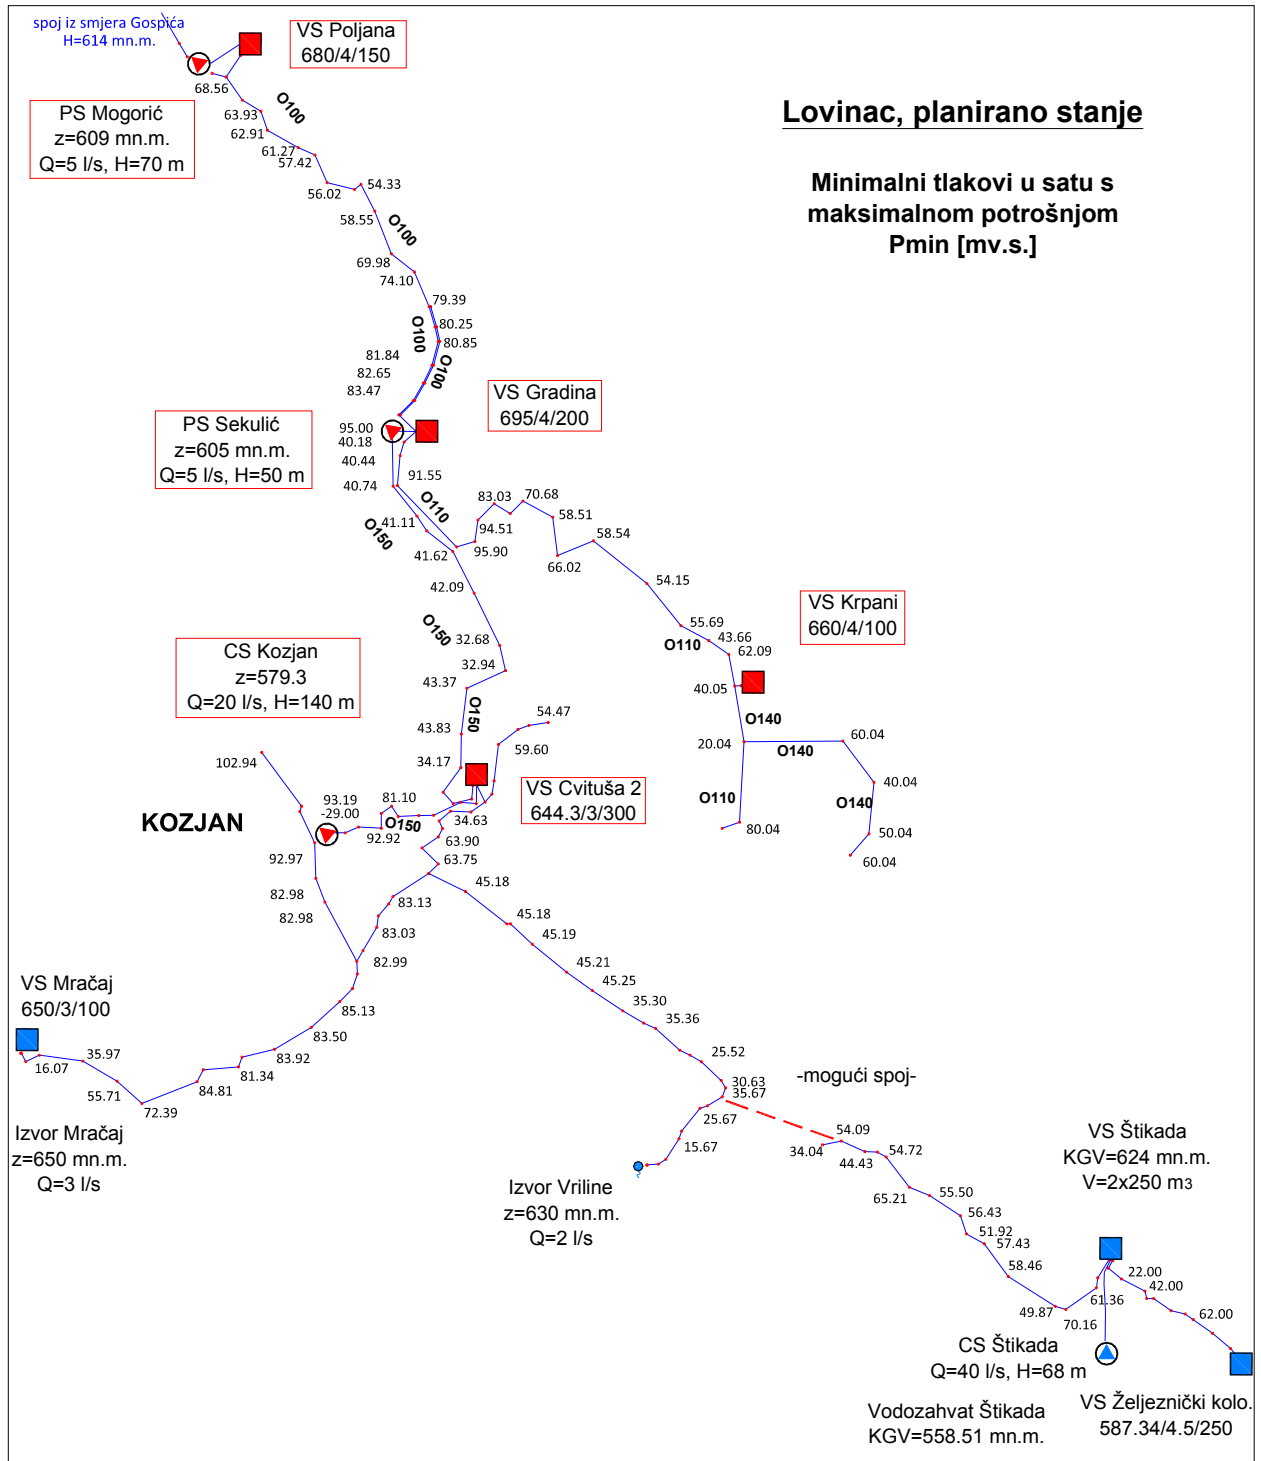 spoj iz smjera Gospića
H=614 mn.m.
VS Poljana
680/4/150
68.56
PS Mogorić
z=609 mn.m.
Q=5 l/s, H=70 m
Lovinac, planirano stanje
Minimalni tlakovi u satu s
maksimalnom potrošnjom
Pmin [mv.s.]
63.93
O100
62.91
61.27
57.42
56.02
54.33
58.55
O100
69.98
74.10
79.39
80.25
O100
80.85
81.84
O100
82.65
83.47
VS Gradina
695/4/200
PS Sekulić
z=605 mn.m.
Q=5 l/s, H=50 m
95.00
40.18
40.44
40.74
91.55
O110
83.03
70.68
41.11
O150
94.51
58.51
41.62
95.90
58.54
66.02
42.09
54.15
VS Krpani
660/4/100
O150
32.68
55.69
O110
43.66
62.09
CS Kozjan
z=579.3
Q=20 l/s, H=140 m
32.94
43.37
40.05
O150
O140
43.83
54.47
20.04
O140
60.04
59.60
102.94
34.17
VS Cvituša 2
644.3/3/300
40.04
O110
O140
93.19
-29.00
81.10
KOZJAN
92.92
O150
34.63
80.04
50.04
92.97
63.90
60.04
63.75
82.98
83.13
45.18
82.98
83.03
45.18
45.19
82.99
45.21
VS Mračaj
650/3/100
45.25
85.13
35.30
83.50
35.36
35.97
16.07
83.92
25.52
81.34
-mogući spoj-
55.71
84.81
30.63
35.67
72.39
25.67
Izvor Mračaj
z=650 mn.m.
Q=3 l/s
15.67
54.09
34.04
44.43
54.72
VS Štikada
KGV=624 mn.m.
V=2x250 m3
Izvor Vriline
z=630 mn.m.
Q=2 l/s
65.21
55.50
56.43
51.92
57.43
58.46
22.00
42.00
61.36
49.87
70.16
62.00
CS Štikada
Q=40 l/s, H=68 m
Vodozahvat Štikada
KGV=558.51 mn.m.
VS Željeznički kolo.
587.34/4.5/250